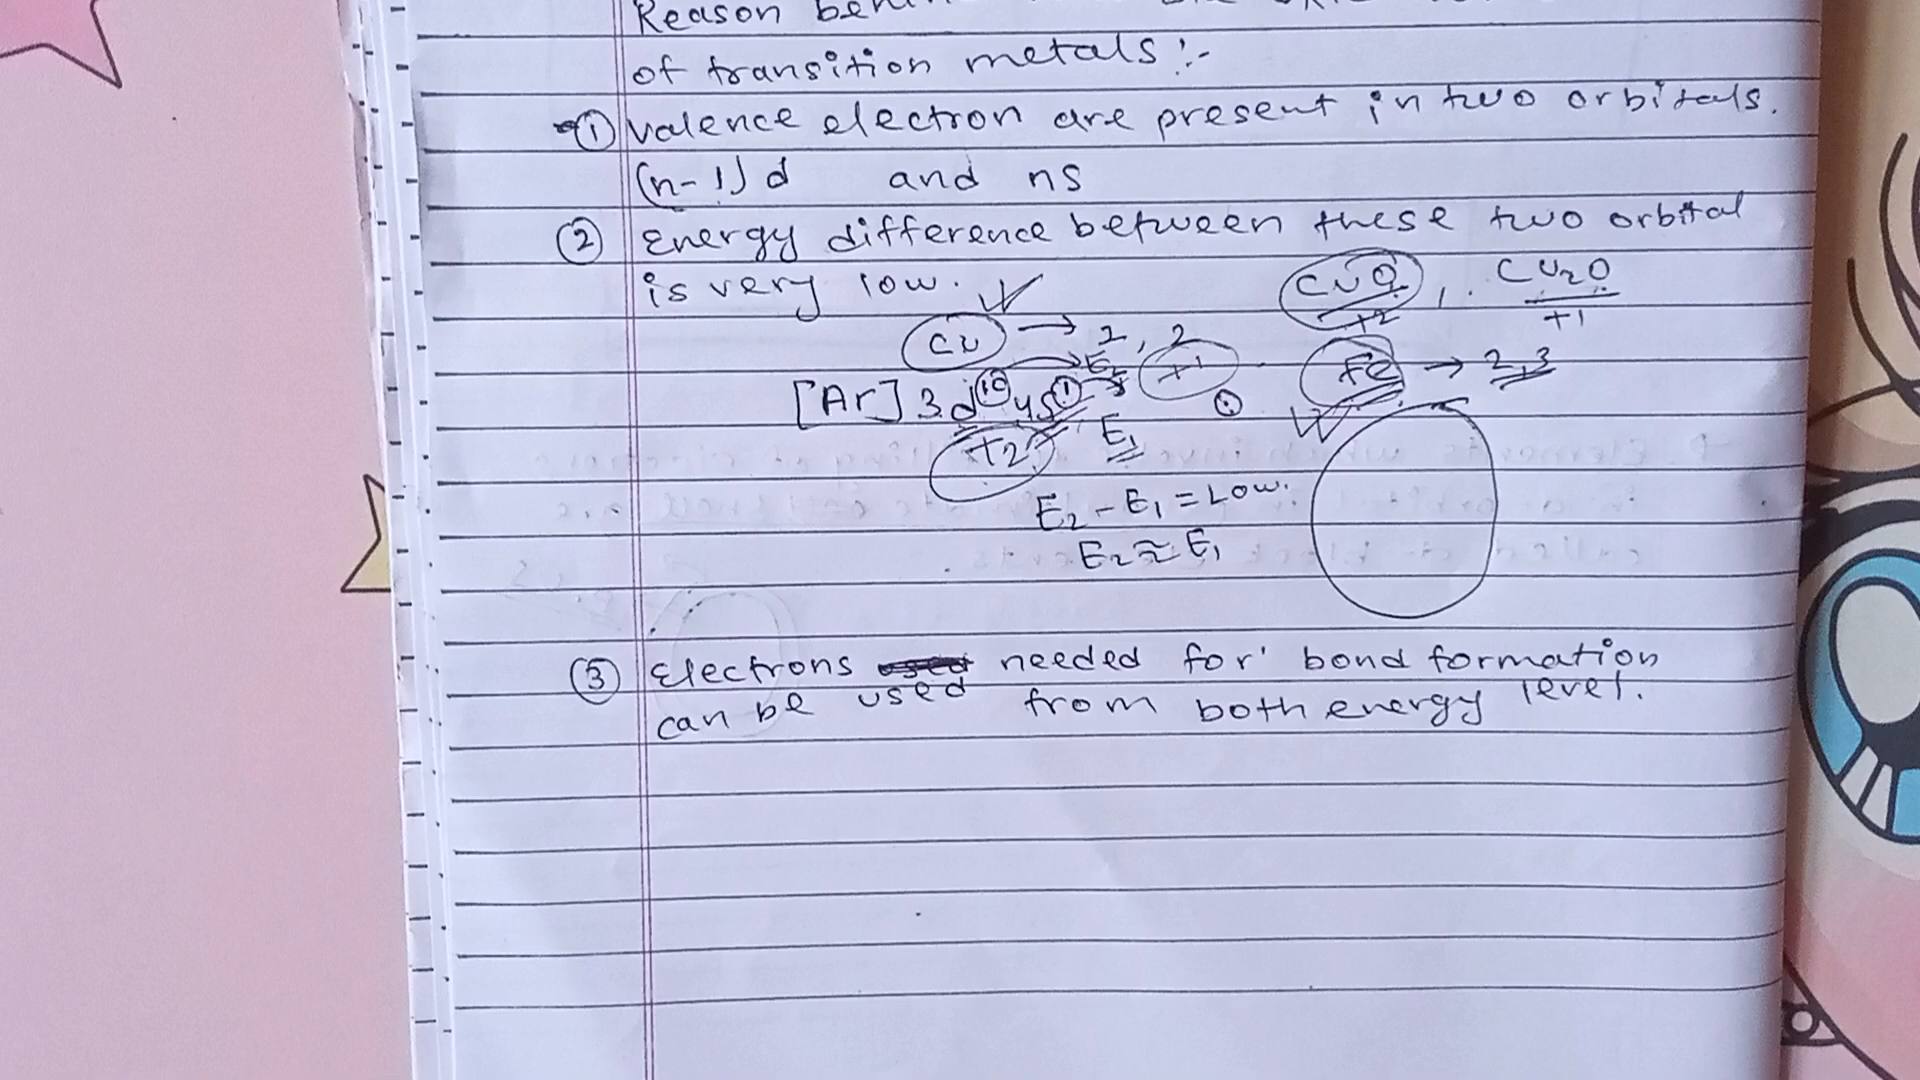 Reason
of transition metals :-
① valence electron are present in two orbitals.
(n-1) d and ns
② Energy difference between these two orbital
is very low.
CuO , Cu2O
+2 +1
Cu → 1, 2
Fe → 2,3
[Ar] 3d10 4s1 E2 +1
+2 E1
E2 - E1 = Low.
E2 ≈ E1
③ Electrons needed for bond formation
can be used from both energy level.